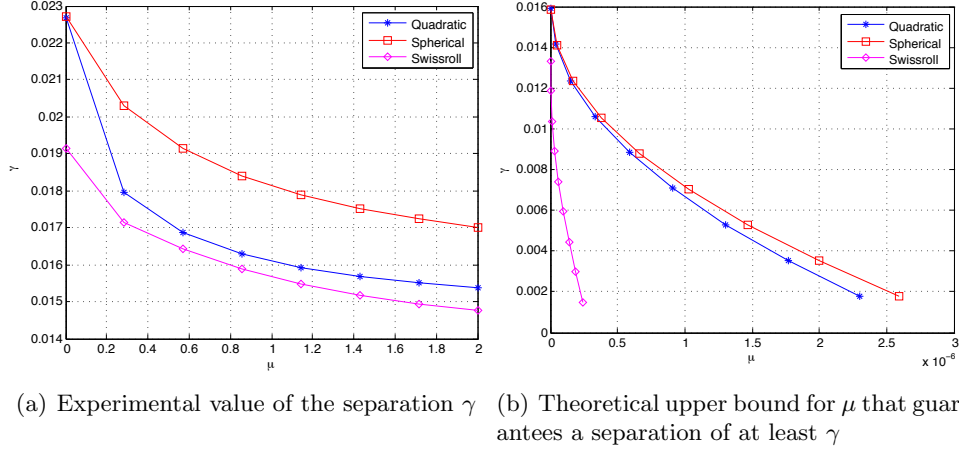 0.023
0.022
0.021
0.02
0.019
0.018
0.017
0.016
0.015
0.014
γ
0 0.2 0.4 0.6 0.8 1 1.2 1.4 1.6 1.8 2
μ
Quadratic
Spherical
Swissroll
0.016
0.014
0.012
0.01
0.008
0.006
0.004
0.002
0
γ
0 0.5 1 1.5 2 2.5 3
μ
x 10⁻⁶
Quadratic
Spherical
Swissroll
(a) Experimental value of the separation γ
(b) Theoretical upper bound for μ that guar
antees a separation of at least γ